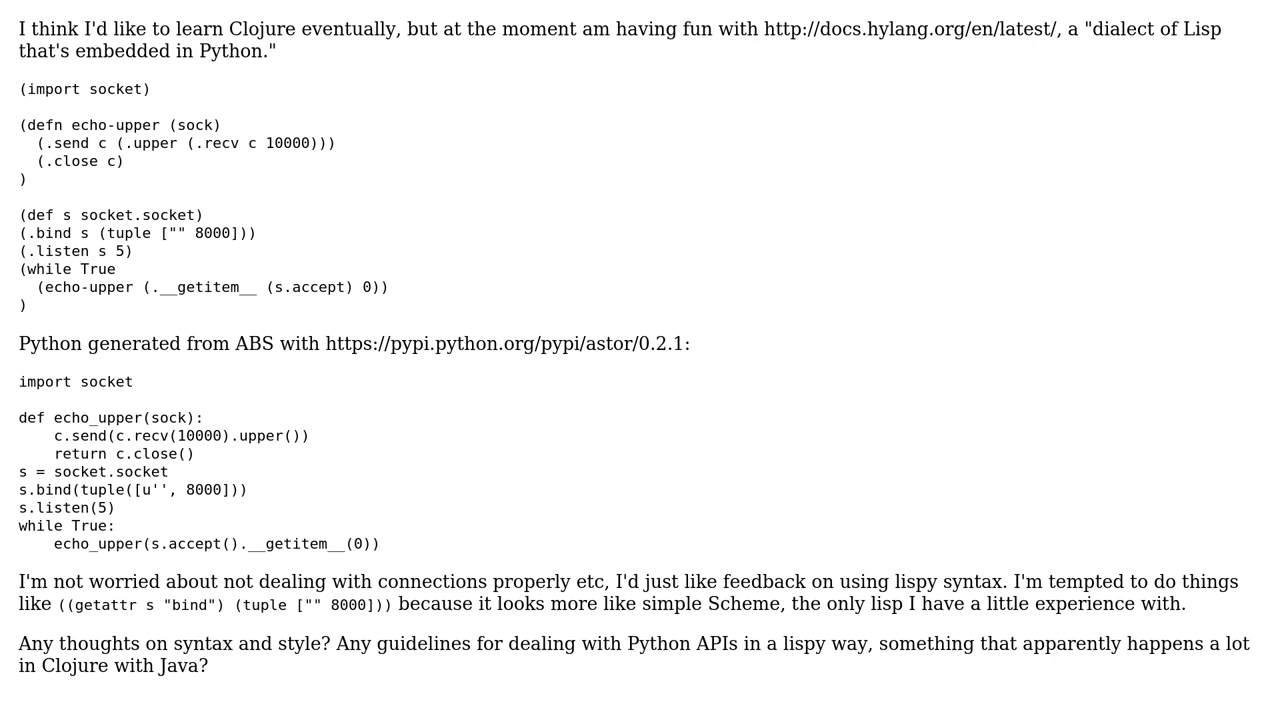 I think I'd like to learn Clojure eventually, but at the moment am having fun with http://docs.hylang.org/en/latest/, a "dialect of Lisp
that's embedded in Python."
(import socket)
(defn echo-upper (sock)
  (.send c (.upper (.recv c 10000)))
  (.close c)
)
(def s socket.socket)
(.bind s (tuple ["" 8000]))
(.listen s 5)
(while True
  (echo-upper (.__getitem__ (s.accept) 0))
)
Python generated from ABS with https://pypi.python.org/pypi/astor/0.2.1:
import socket
def echo_upper(sock):
    c.send(c.recv(10000).upper())
    return c.close()
s = socket.socket
s.bind(tuple([u'', 8000]))
s.listen(5)
while True:
    echo_upper(s.accept().__getitem__(0))
I'm not worried about not dealing with connections properly etc, I'd just like feedback on using lispy syntax. I'm tempted to do things
like ((getattr s "bind") (tuple ["" 8000])) because it looks more like simple Scheme, the only lisp I have a little experience with.
Any thoughts on syntax and style? Any guidelines for dealing with Python APIs in a lispy way, something that apparently happens a lot
in Clojure with Java?